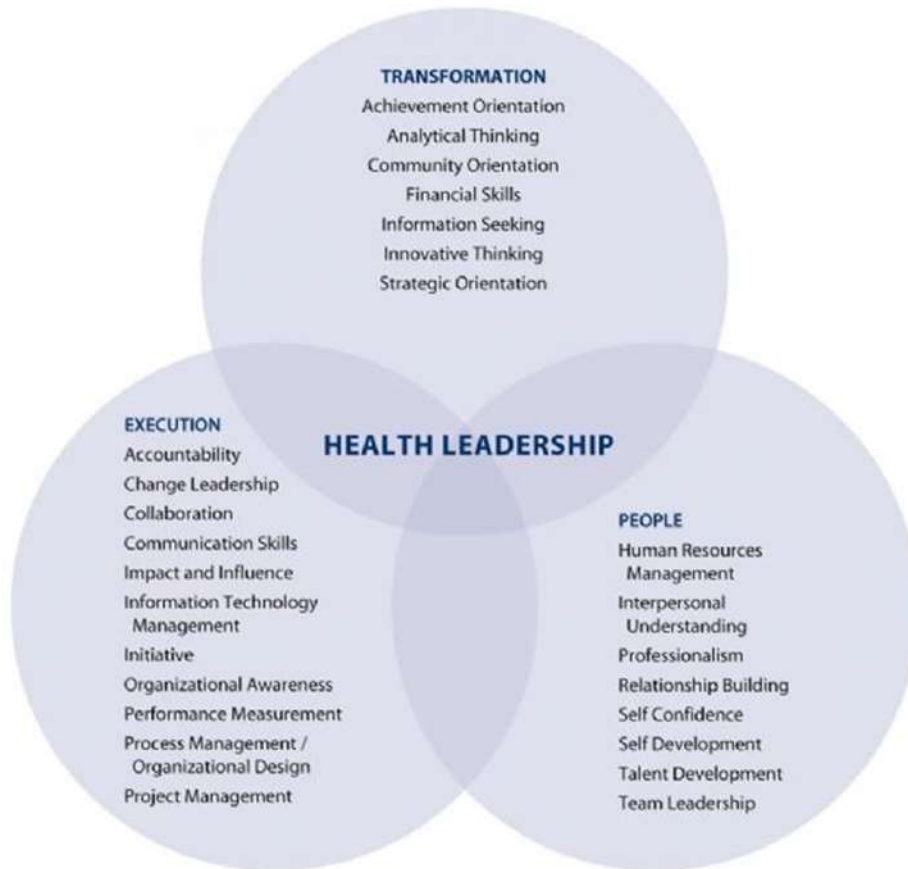 TRANSFORMATION
Achievement Orientation
Analytical Thinking
Community Orientation
Financial Skills
Information Seeking
Innovative Thinking
Strategic Orientation
HEALTH LEADERSHIP
EXECUTION
Accountability
Change Leadership
Collaboration
Communication Skills
Impact and Influence
Information Technology
Management
Initiative
Organizational Awareness
Performance Measurement
Process Management /
Organizational Design
Project Management
PEOPLE
Human Resources
Management
Interpersonal
Understanding
Professionalism
Relationship Building
Self Confidence
Self Development
Talent Development
Team Leadership